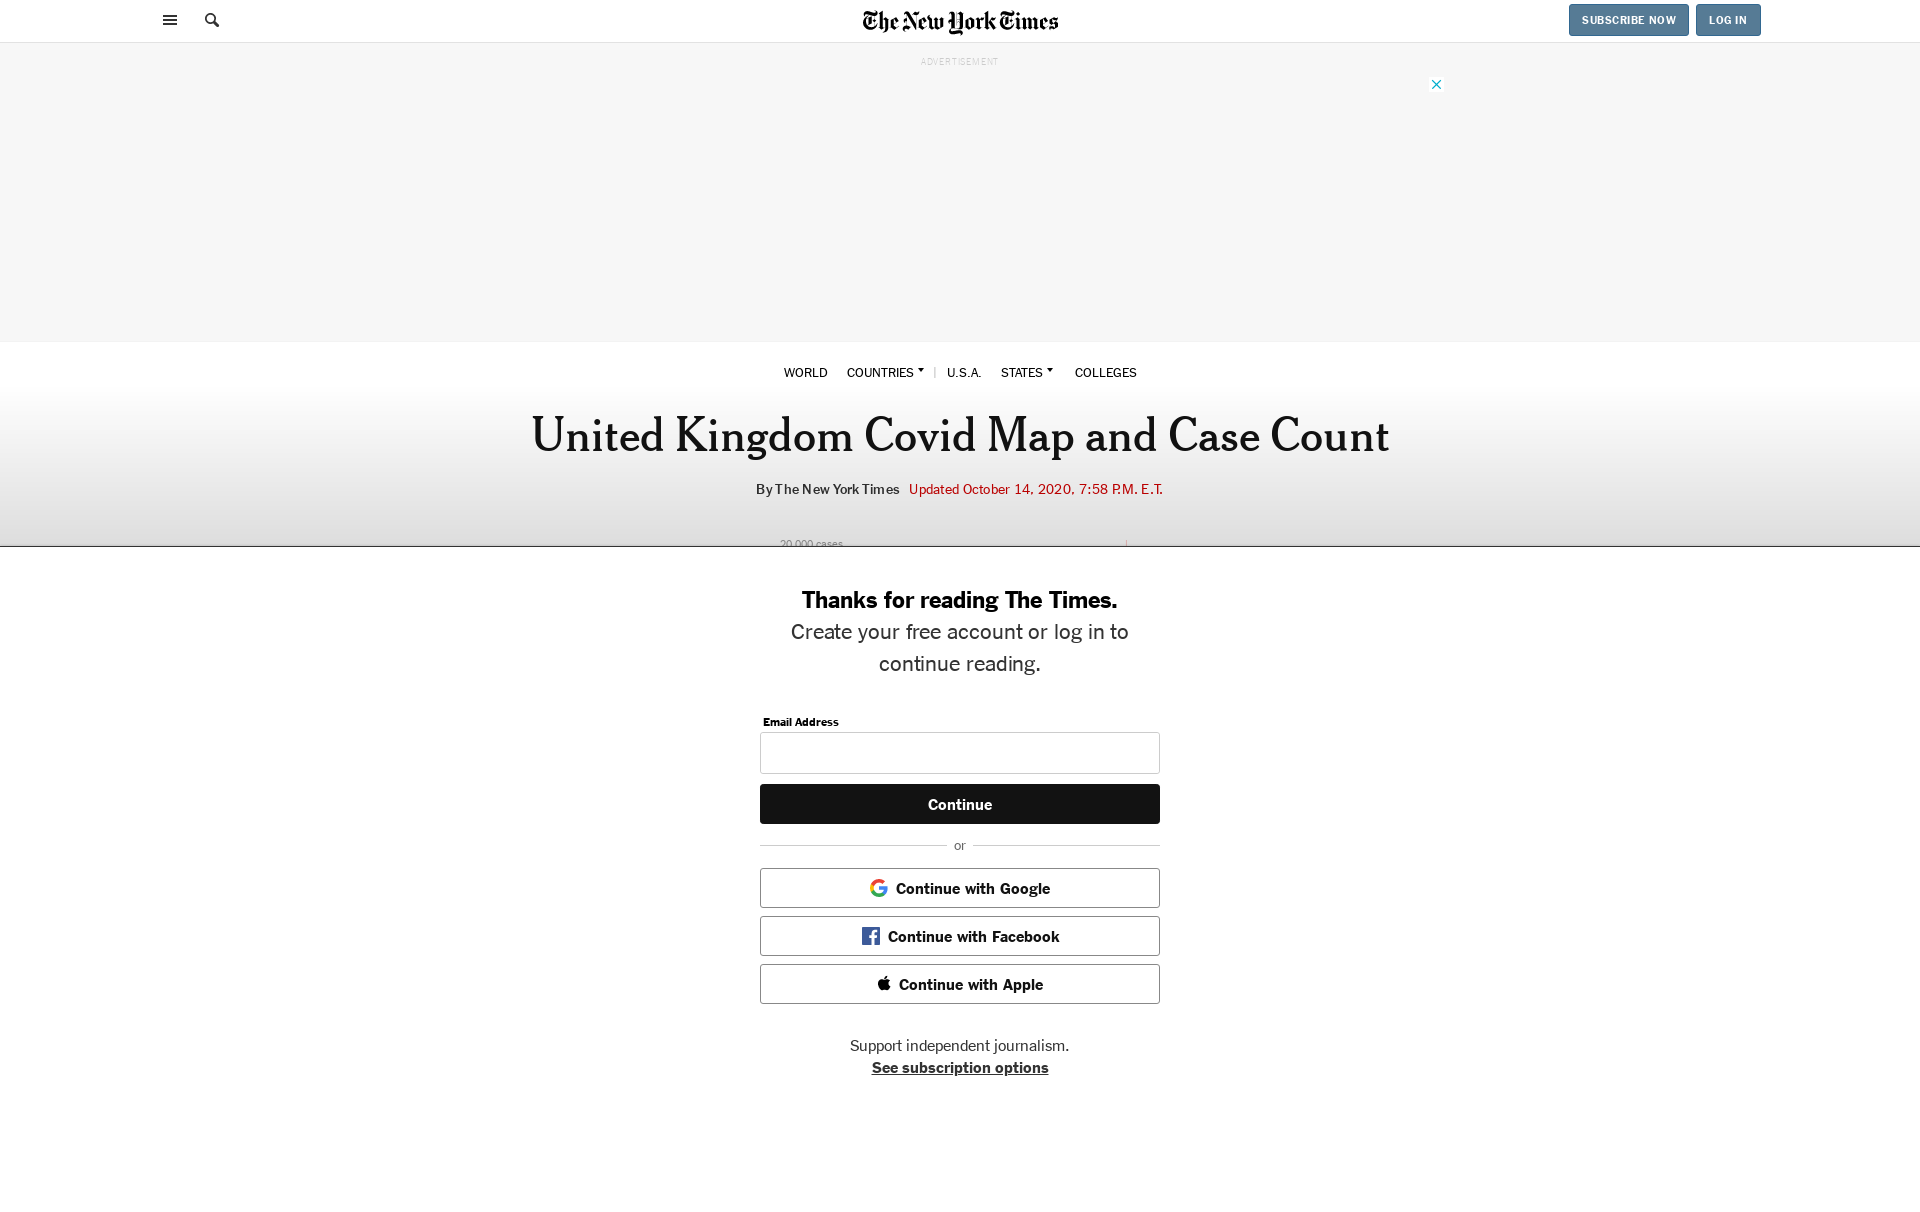 The New York Times
SUBSCRIBE NOW
LOG IN
ADVERTISEMENT
WORLD COUNTRIES | U.S.A. STATES COLLEGES
United Kingdom Covid Map and Case Count
By The New York Times Updated October 14, 2020, 7:58 P.M. E.T.
20,000 cases
Thanks for reading The Times.
Create your free account or log in to
continue reading.
Email Address
Continue
or
Continue with Google
Continue with Facebook
Continue with Apple
Support independent journalism.
See subscription options